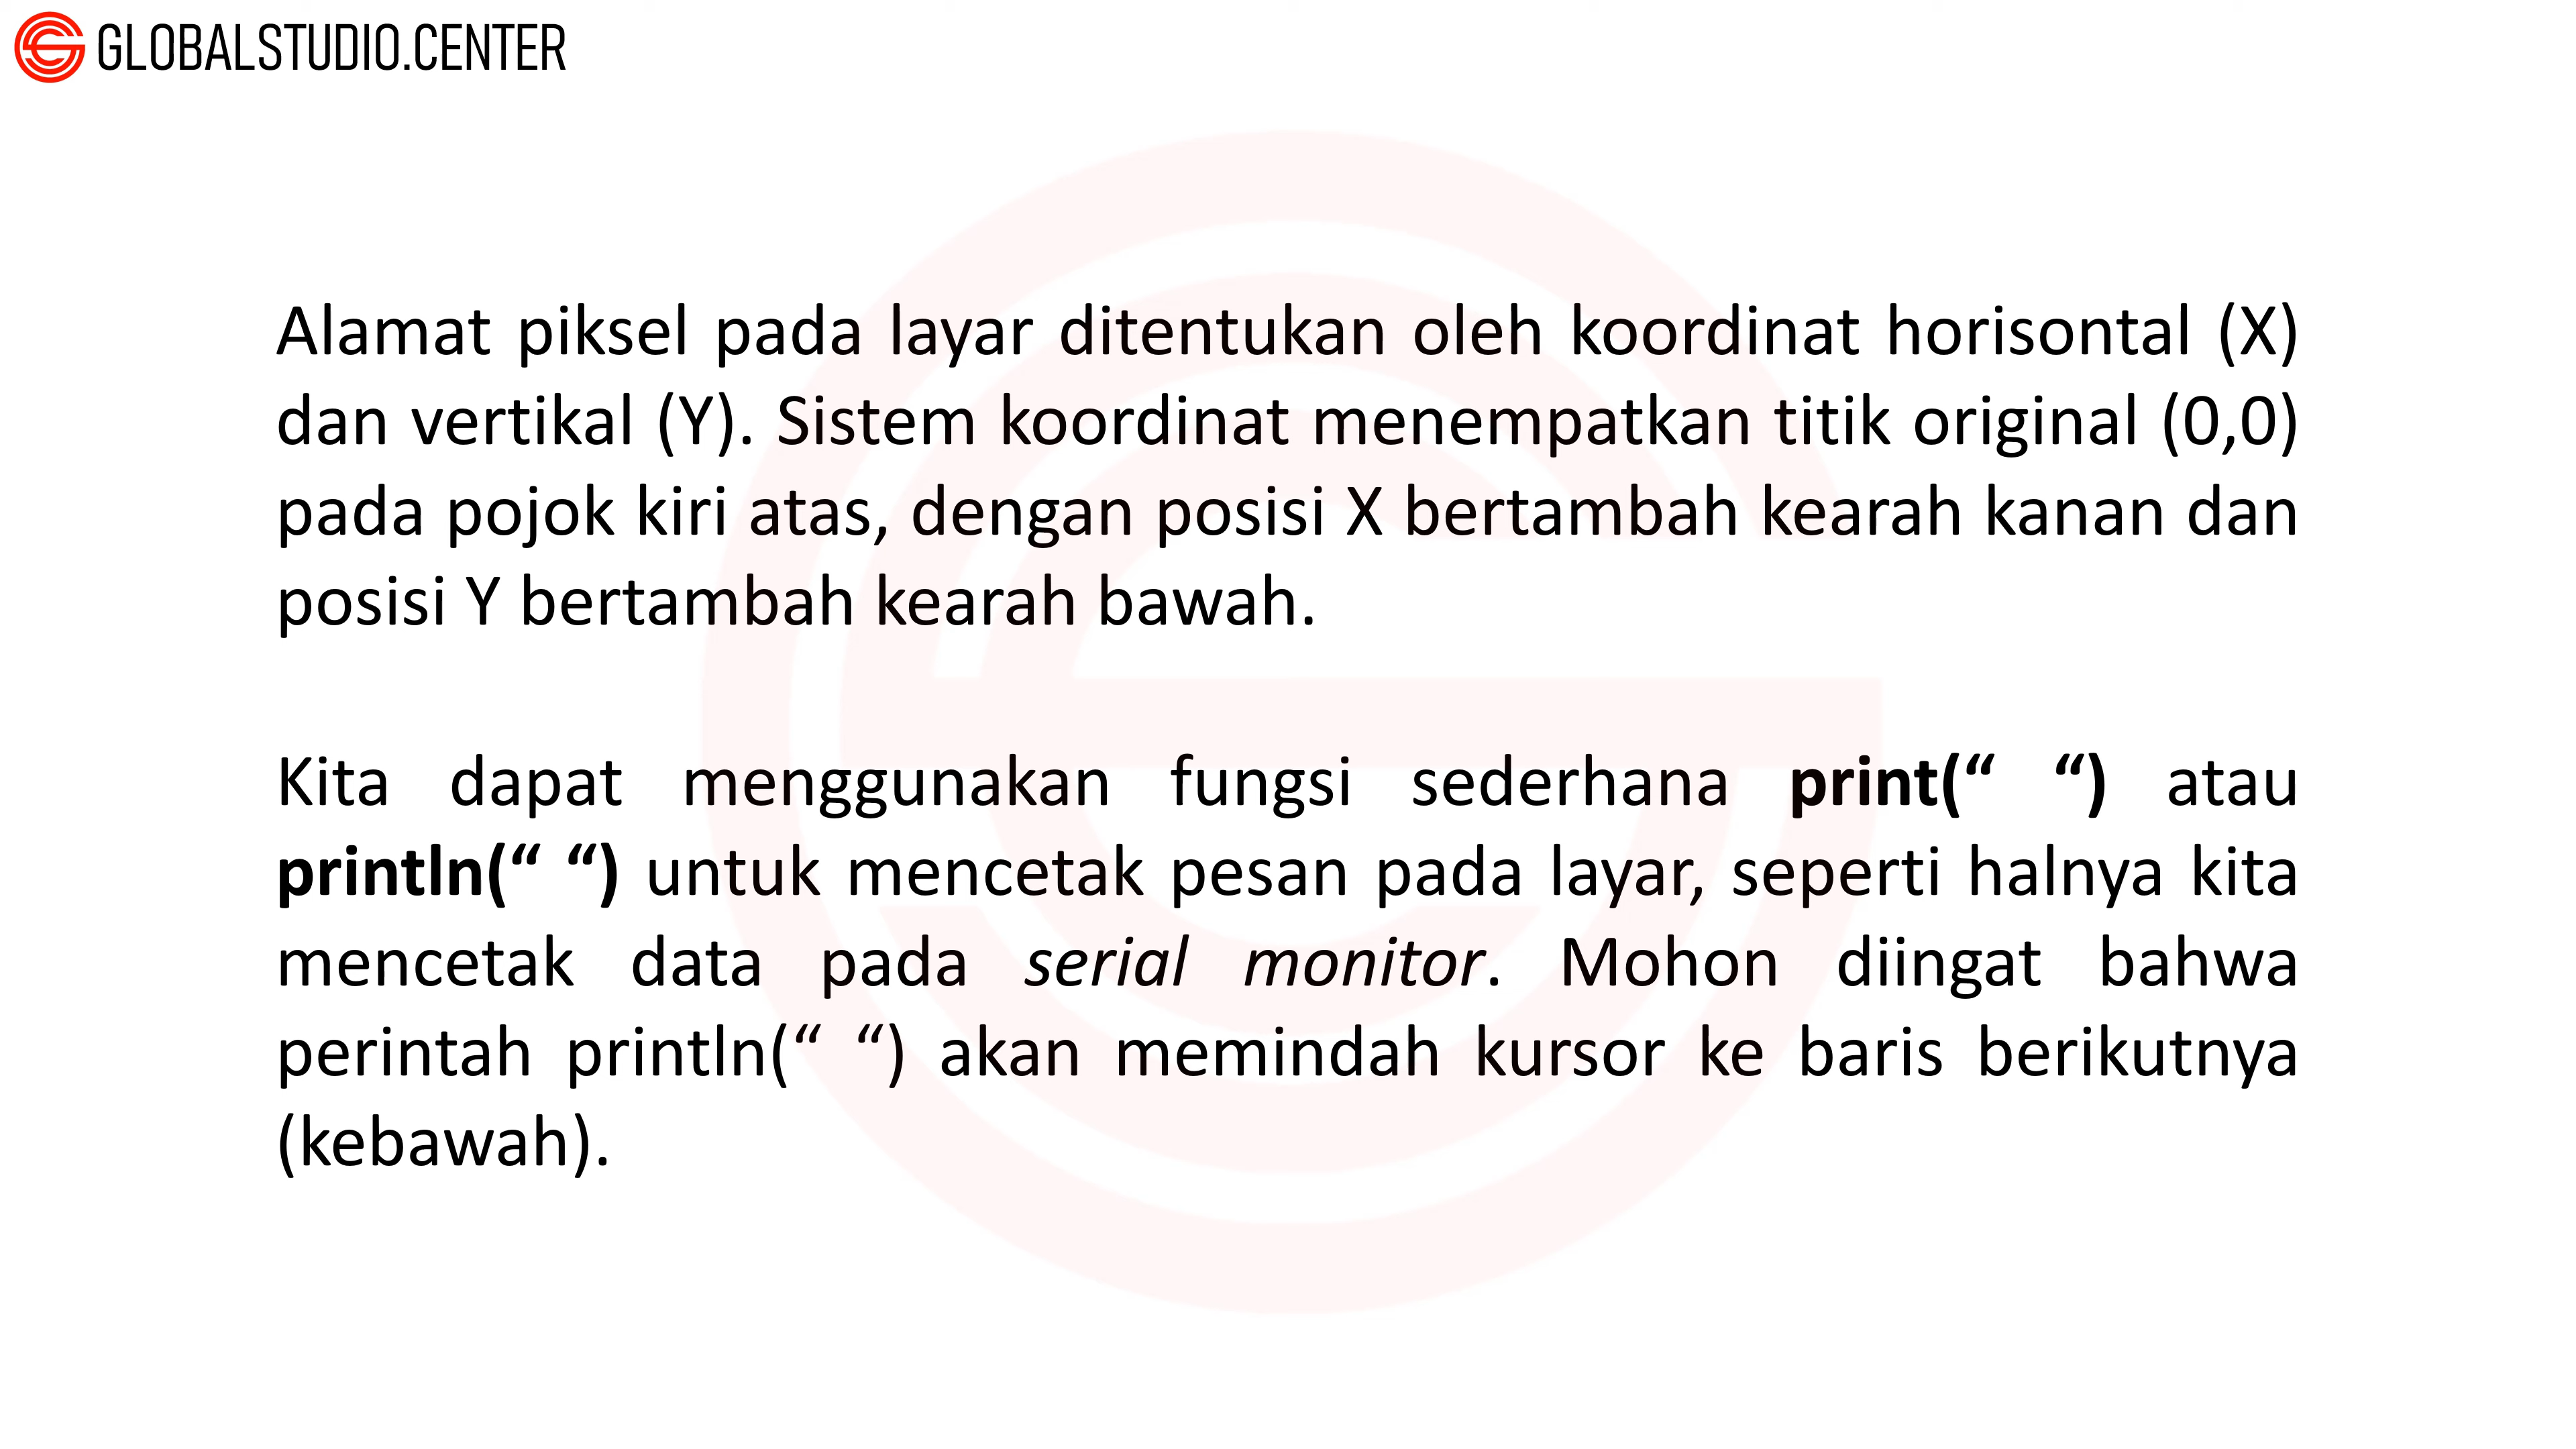 GLOBALSTUDIO.CENTER
Alamat piksel pada layar ditentukan oleh koordinat horisontal (X)
dan vertikal (Y). Sistem koordinat menempatkan titik original (0,0)
pada pojok kiri atas, dengan posisi X bertambah kearah kanan dan
posisi Y bertambah kearah bawah.
Kita dapat menggunakan fungsi sederhana print(“ “) atau
println(“ “) untuk mencetak pesan pada layar, seperti halnya kita
mencetak data pada serial monitor. Mohon diingat bahwa
perintah println(“ “) akan memindah kursor ke baris berikutnya
(kebawah).